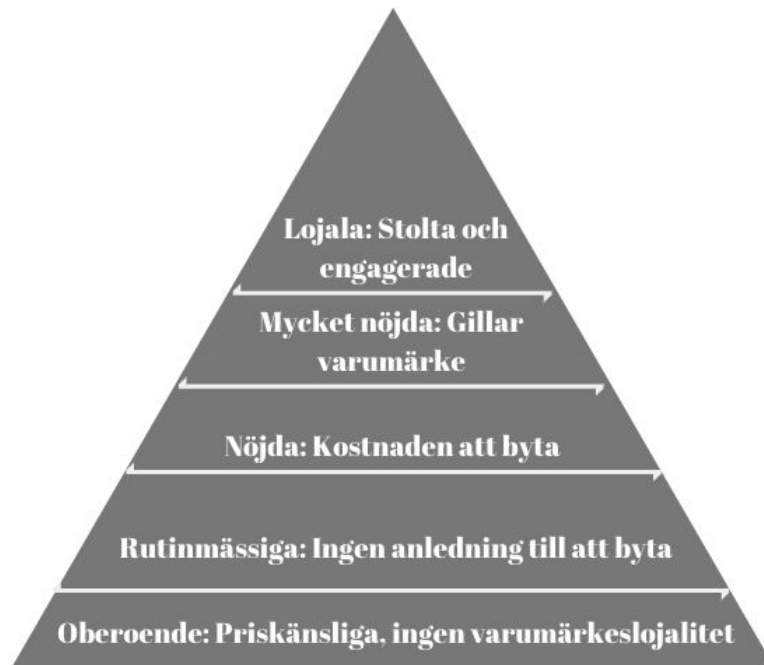 Lojala: Stolta och
engagerade
Mycket nöjda: Gillar
varumärke
Nöjda: Kostnaden att byta
Rutinmässiga: Ingen anledning till att byta
Oberoende: Priskänsliga, ingen varumärkeslojalitet